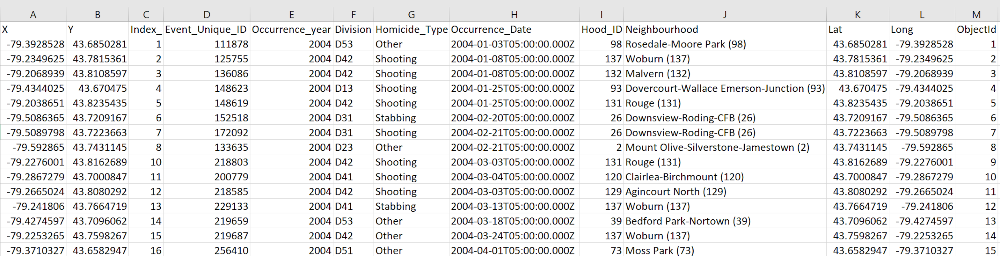 A B C D E F G H I J K L M
X Y Index_ Event_Unique_ID Occurrence_year Division Homicide_Type Occurrence_Date Hood_ID Neighbourhood Lat Long ObjectId
-79.3928528 43.6850281 1 111878 2004 D53 Other 2004-01-03T05:00:00.000Z 98 Rosedale-Moore Park (98) 43.6850281 -79.3928528 1
-79.2349625 43.7815361 2 125755 2004 D42 Shooting 2004-01-08T05:00:00.000Z 137 Woburn (137) 43.7815361 -79.2349625 2
-79.2068939 43.8108597 3 136086 2004 D42 Shooting 2004-01-08T05:00:00.000Z 132 Malvern (132) 43.8108597 -79.2068939 3
-79.4344025 43.670475 4 148623 2004 D13 Shooting 2004-01-25T05:00:00.000Z 93 Dovercourt-Wallace Emerson-Junction (93) 43.670475 -79.4344025 4
-79.2038651 43.8235435 5 148619 2004 D42 Shooting 2004-01-25T05:00:00.000Z 131 Rouge (131) 43.8235435 -79.2038651 5
-79.5086365 43.7209167 6 152518 2004 D31 Stabbing 2004-02-20T05:00:00.000Z 26 Downsview-Roding-CFB (26) 43.7209167 -79.5086365 6
-79.5089798 43.7223663 7 172092 2004 D31 Shooting 2004-02-21T05:00:00.000Z 26 Downsview-Roding-CFB (26) 43.7223663 -79.5089798 7
-79.592865 43.7431145 8 133635 2004 D23 Other 2004-02-21T05:00:00.000Z 2 Mount Olive-Silverstone-Jamestown (2) 43.7431145 -79.592865 8
-79.2276001 43.8162689 10 218803 2004 D42 Shooting 2004-03-03T05:00:00.000Z 131 Rouge (131) 43.8162689 -79.2276001 9
-79.2867279 43.7000847 11 200779 2004 D41 Shooting 2004-03-04T05:00:00.000Z 120 Clairlea-Birchmount (120) 43.7000847 -79.2867279 10
-79.2665024 43.8080292 12 218585 2004 D42 Shooting 2004-03-03T05:00:00.000Z 129 Agincourt North (129) 43.8080292 -79.2665024 11
-79.241806 43.7664719 13 229133 2004 D41 Stabbing 2004-03-13T05:00:00.000Z 137 Woburn (137) 43.7664719 -79.241806 12
-79.4274597 43.7096062 14 219659 2004 D53 Other 2004-03-18T05:00:00.000Z 39 Bedford Park-Nortown (39) 43.7096062 -79.4274597 13
-79.2253265 43.7598267 15 219687 2004 D42 Other 2004-03-24T05:00:00.000Z 137 Woburn (137) 43.7598267 -79.2253265 14
-79.3710327 43.6582947 16 256410 2004 D51 Other 2004-04-01T05:00:00.000Z 73 Moss Park (73) 43.6582947 -79.3710327 15